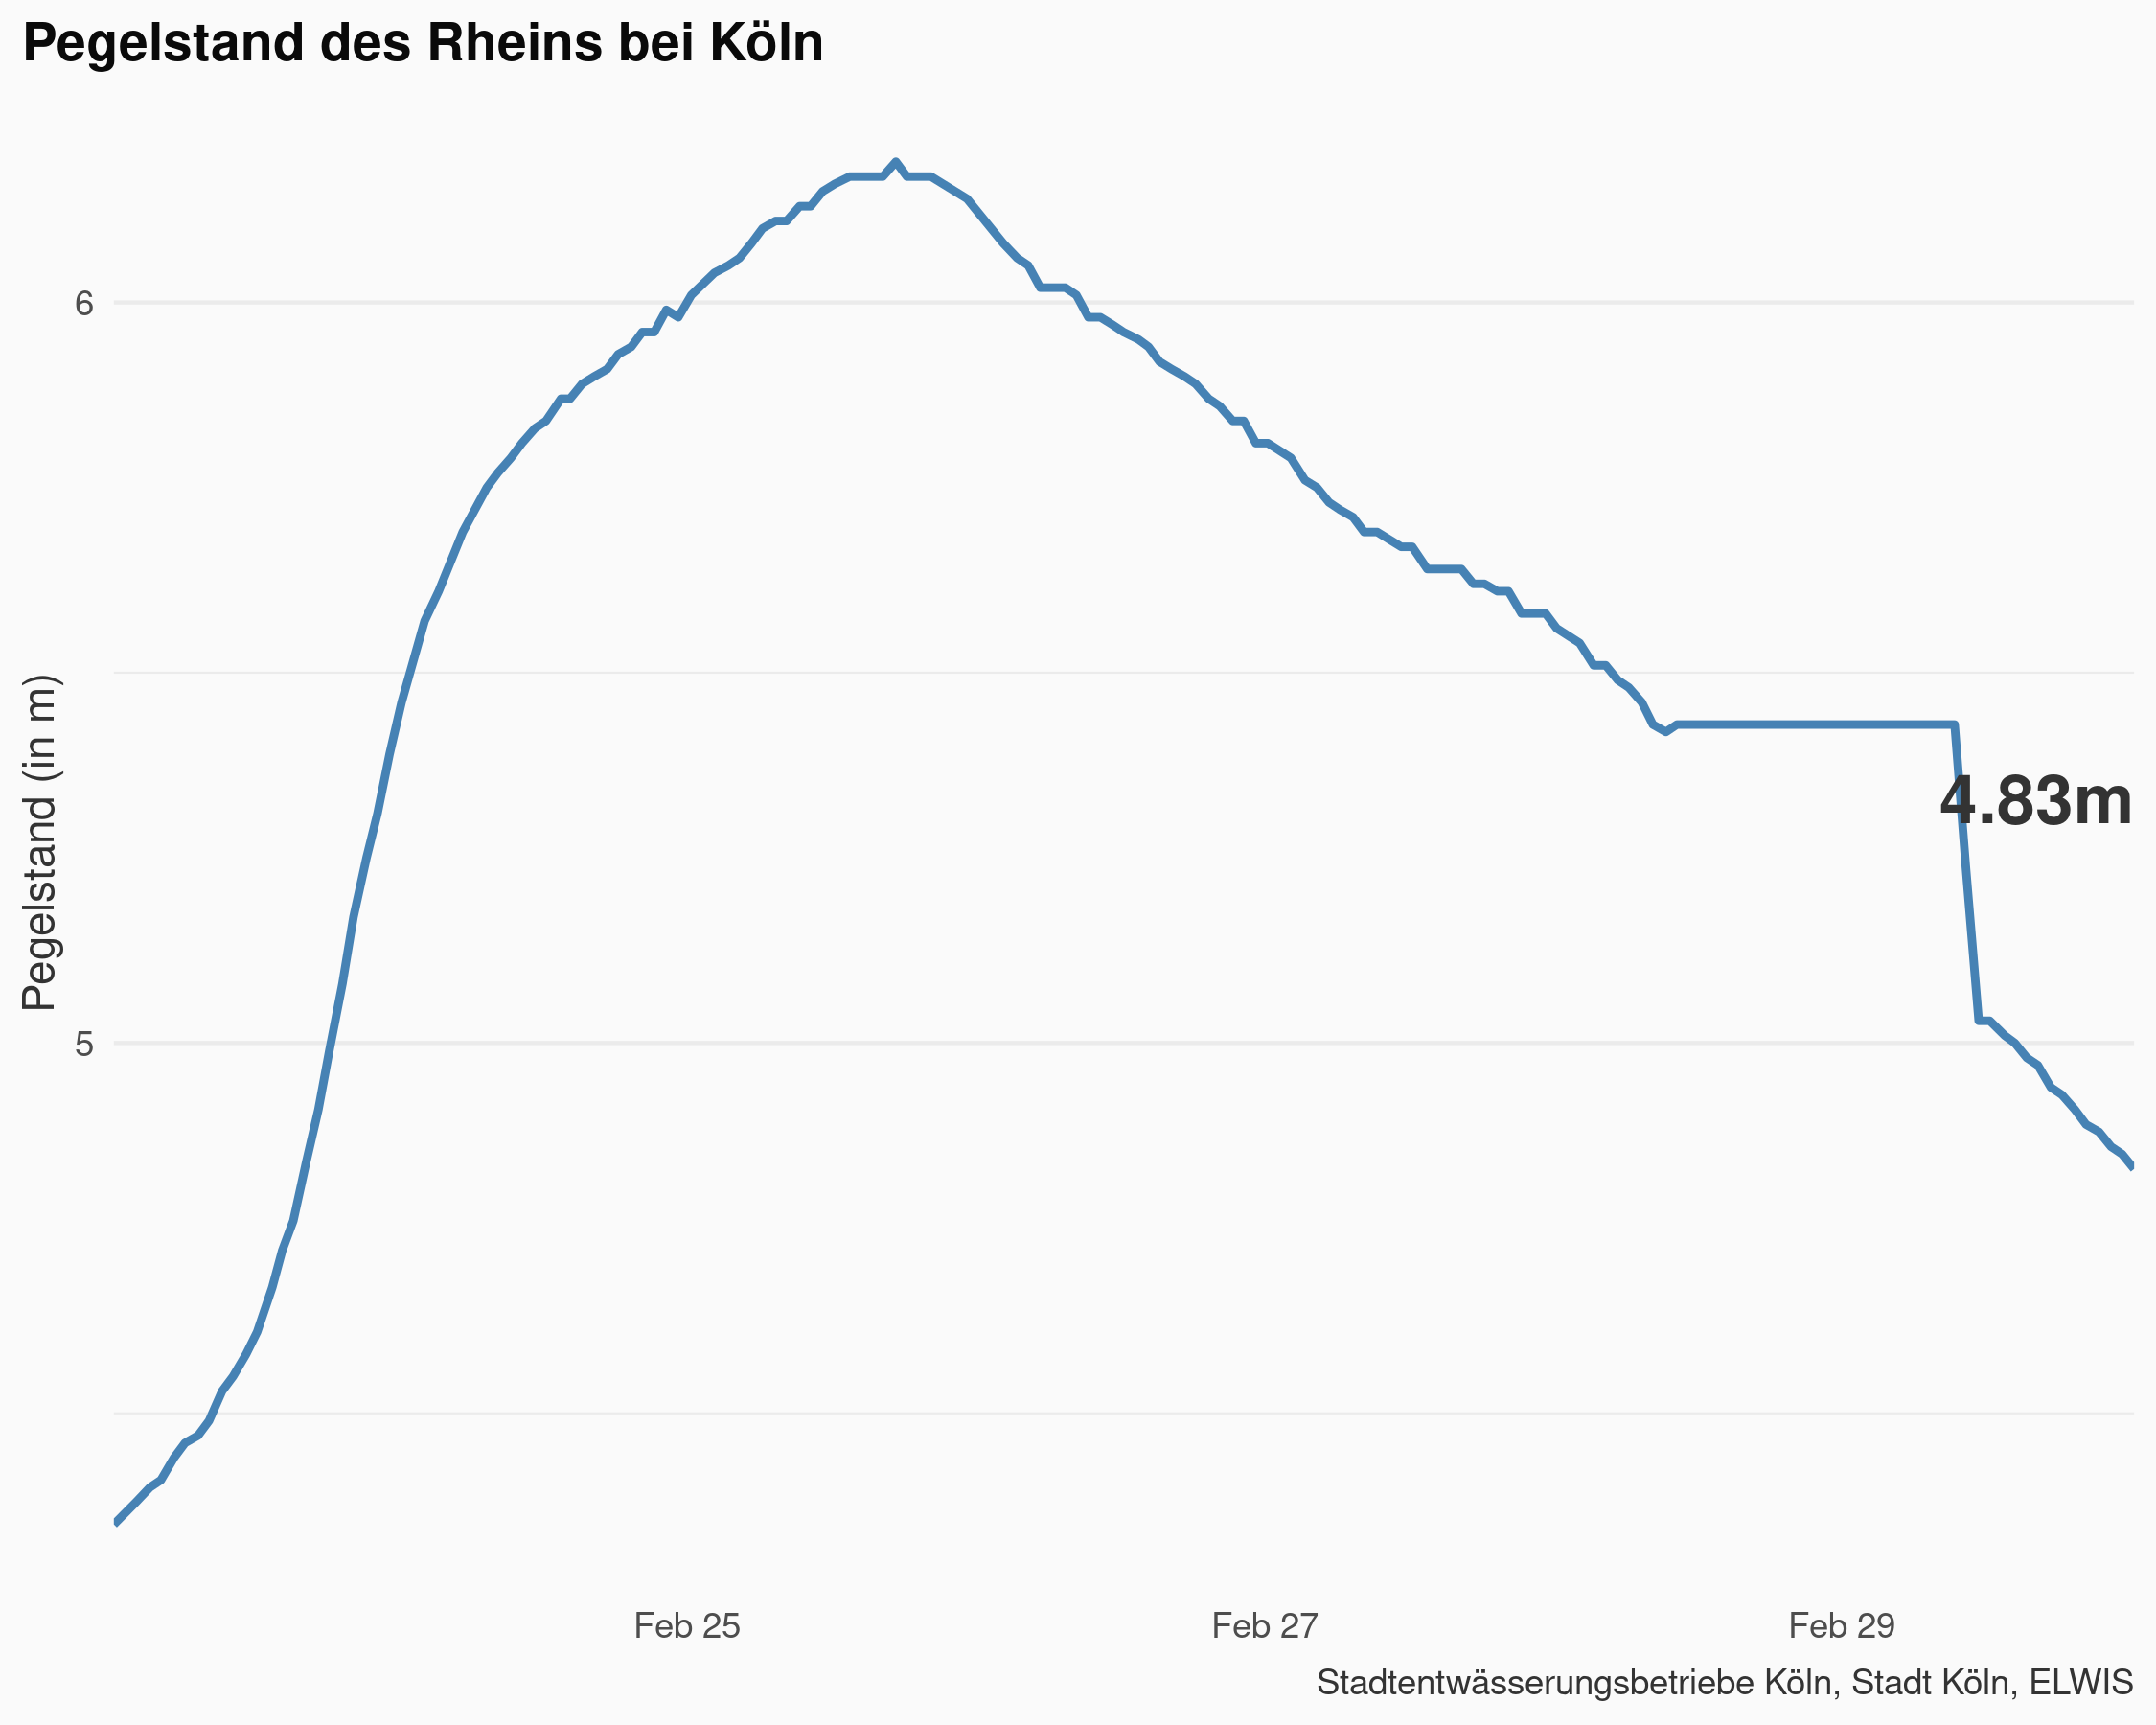 Pegelstand des Rheins bei Köln
Pegelstand (in m)
6
5
4.83m
Feb 25
Feb 27
Feb 29
Stadtentwässerungsbetriebe Köln, Stadt Köln, ELWIS